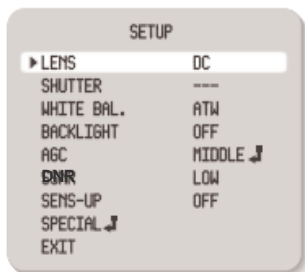 SETUP
▶LENS DC
SHUTTER ---
WHITE BAL. ATW
BACKLIGHT OFF
AGC MIDDLE↲
DNR LOW
SENS-UP OFF
SPECIAL↲
EXIT